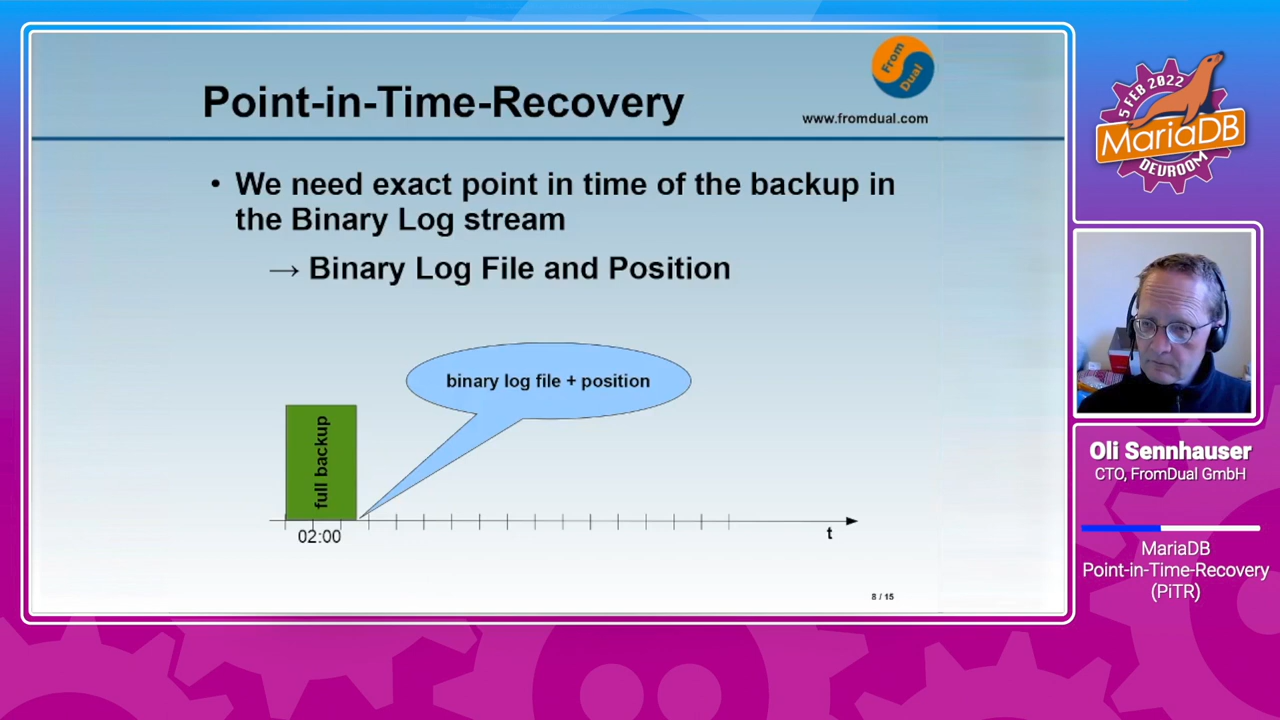 Point-in-Time-Recovery
From
Dual
www.fromdual.com
• We need exact point in time of the backup in
the Binary Log stream
→ Binary Log File and Position
binary log file + position
full backup
02:00
t
8 / 15
5 FEB 2022
MariaDB
DEVROOM
Oli Sennhauser
CTO, FromDual GmbH
MariaDB
Point-in-Time-Recovery
(PiTR)